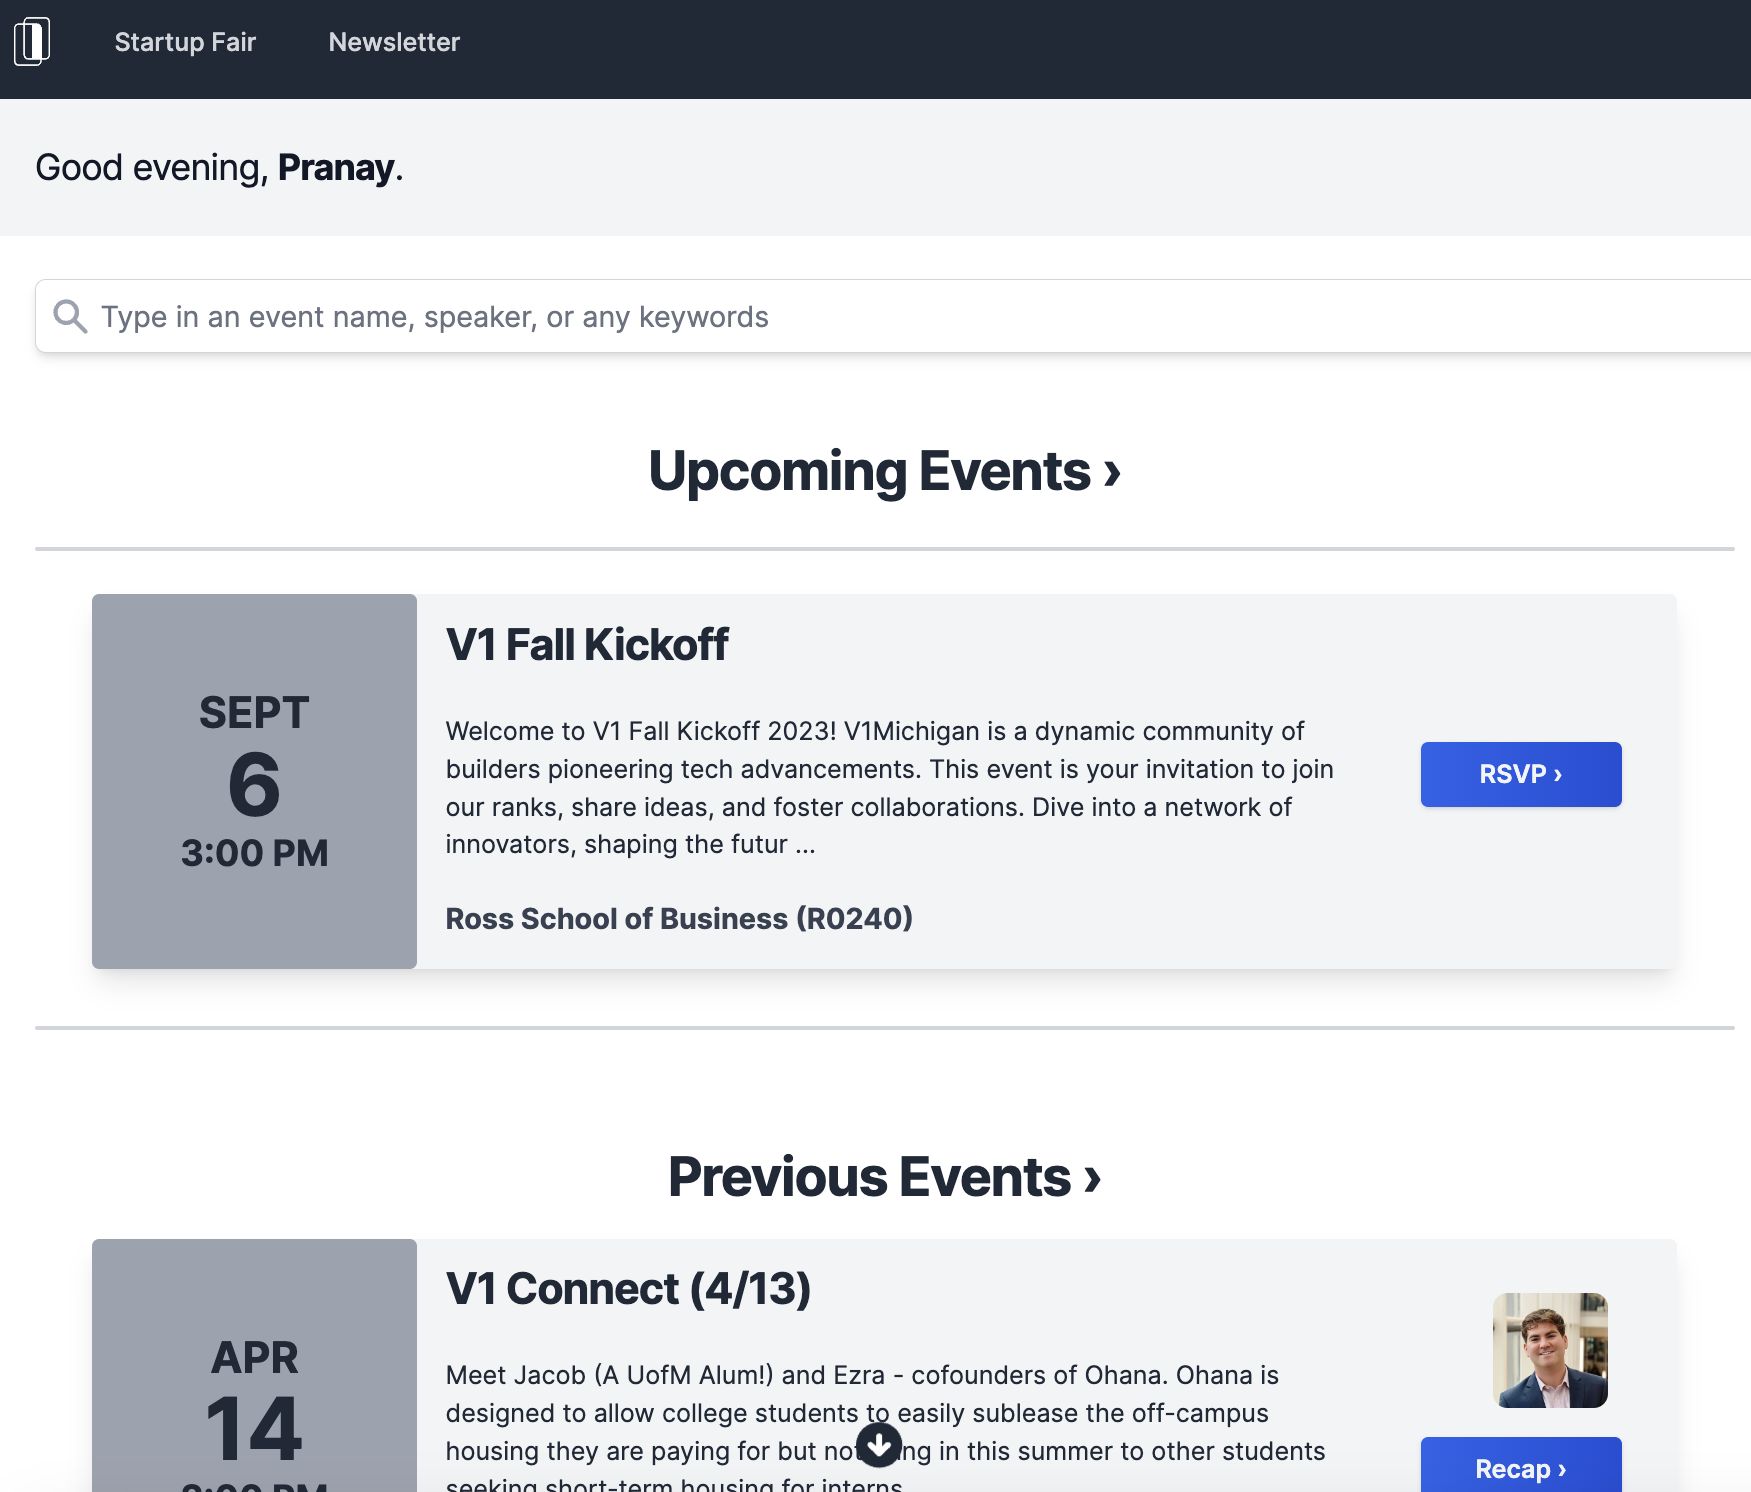 Startup Fair
Newsletter
Good evening, Pranay.
Type in an event name, speaker, or any keywords
Upcoming Events ›
SEPT
6
3:00 PM
V1 Fall Kickoff
Welcome to V1 Fall Kickoff 2023! V1Michigan is a dynamic community of
builders pioneering tech advancements. This event is your invitation to join
our ranks, share ideas, and foster collaborations. Dive into a network of
innovators, shaping the futur ...
Ross School of Business (R0240)
RSVP ›
Previous Events ›
APR
14
PM
V1 Connect (4/13)
Meet Jacob (A UofM Alum!) and Ezra - cofounders of Ohana. Ohana is
designed to allow college students to easily sublease the off-campus
housing they are paying for but in this summer to other students
seeking short-term housing for interns
Recap ›